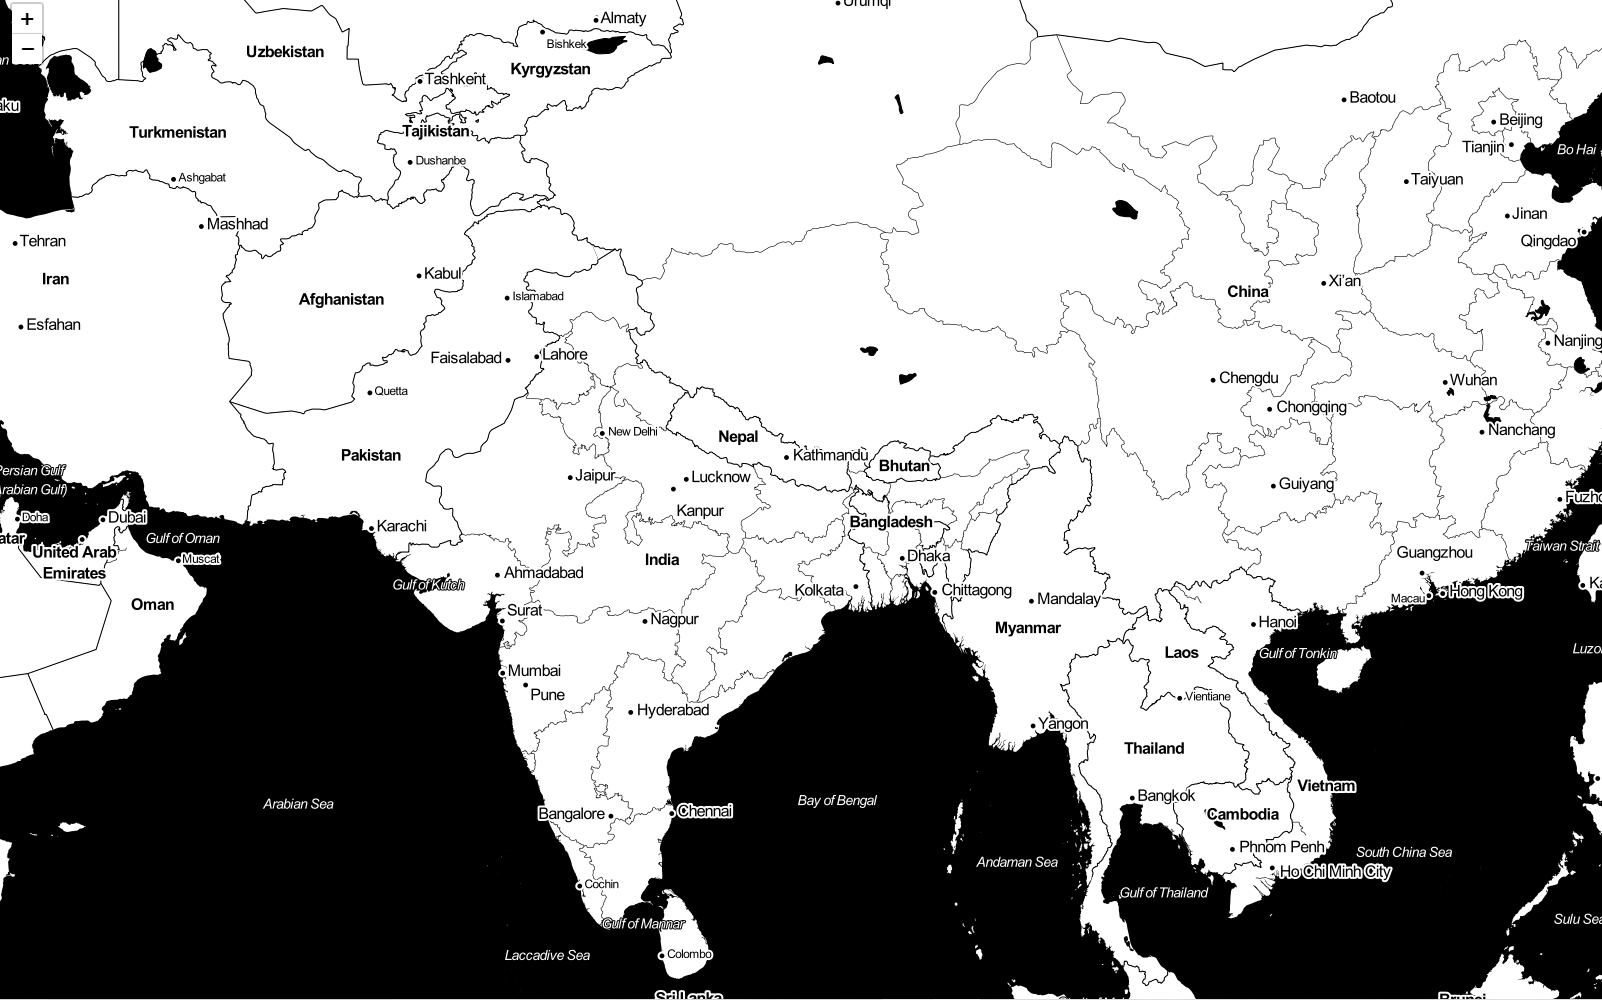 +
−
Urumqi
Almaty
Bishkek
Uzbekistan
Kyrgyzstan
Tashkent
Baotou
Beijing
Turkmenistan
Tajikistan
Tianjin
Bo Hai
Dushanbe
Ashgabat
Taiyuan
Mashhad
Jinan
Tehran
Qingdao
Iran
Kabul
Xi'an
Afghanistan
Islamabad
China
Esfahan
Nanjing
Faisalabad
Lahore
Chengdu
Wuhan
Quetta
Chongqing
New Delhi
Nepal
Nanchang
Pakistan
Kathmandu
Bhutan
Persian Gulf
Arabian Gulf)
Jaipur
Lucknow
Guiyang
Kanpur
Doha
Dubai
Karachi
Bangladesh
Gulf of Oman
United Arab
Emirates
Muscat
India
Dhaka
Guangzhou
Taiwan Strait
Ahmadabad
Gulf of Kutch
Kolkata
Chittagong
Mandalay
Macau
Hong Kong
Oman
Surat
Nagpur
Myanmar
Hanoi
Laos
Gulf of Tonkin
Mumbai
Pune
Vientiane
Hyderabad
Yangon
Thailand
Vietnam
Arabian Sea
Bay of Bengal
Bangkok
Bangalore
Chennai
Cambodia
Phnom Penh
South China Sea
Andaman Sea
Ho Chi Minh City
Cochin
Gulf of Thailand
Gulf of Mannar
Sulu Sea
Laccadive Sea
Colombo
Sri Lanka
Brunei